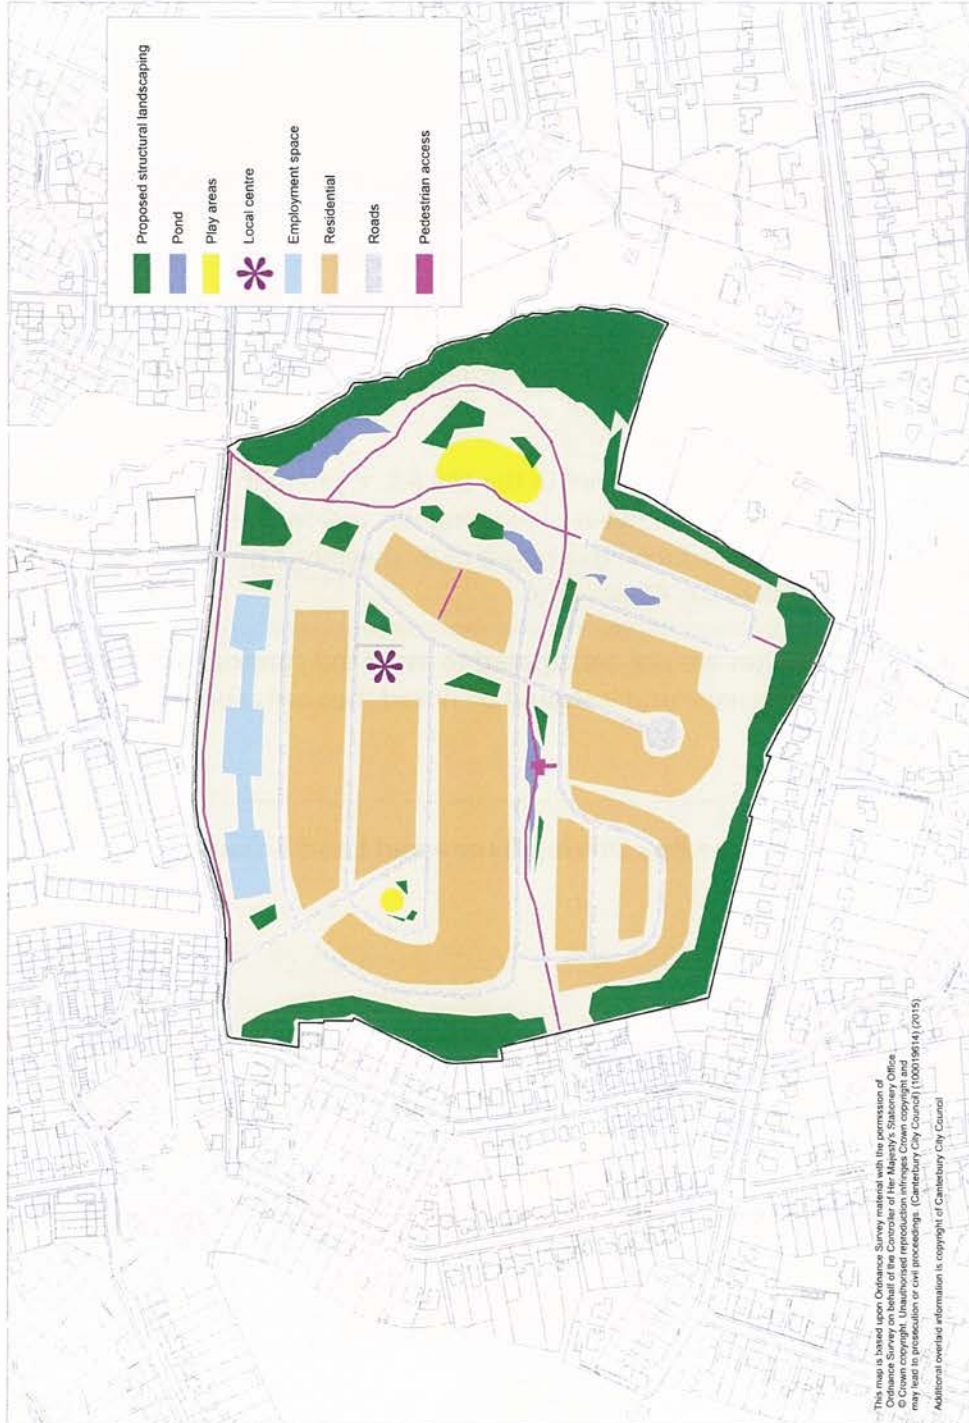 Proposed structural landscaping
Pond
Play areas
Local centre
Employment space
Residential
Roads
Pedestrian access
This map is based upon Ordnance Survey material with the permission of
Ordnance Survey on behalf of the Controller of Her Majesty's Stationery Office
© Crown copyright. Unauthorised reproduction infringes Crown copyright and
may lead to prosecution or civil proceedings. (Canterbury City Council) (100019614) (2015)
Additional overlaid information is copyright of Canterbury City Council